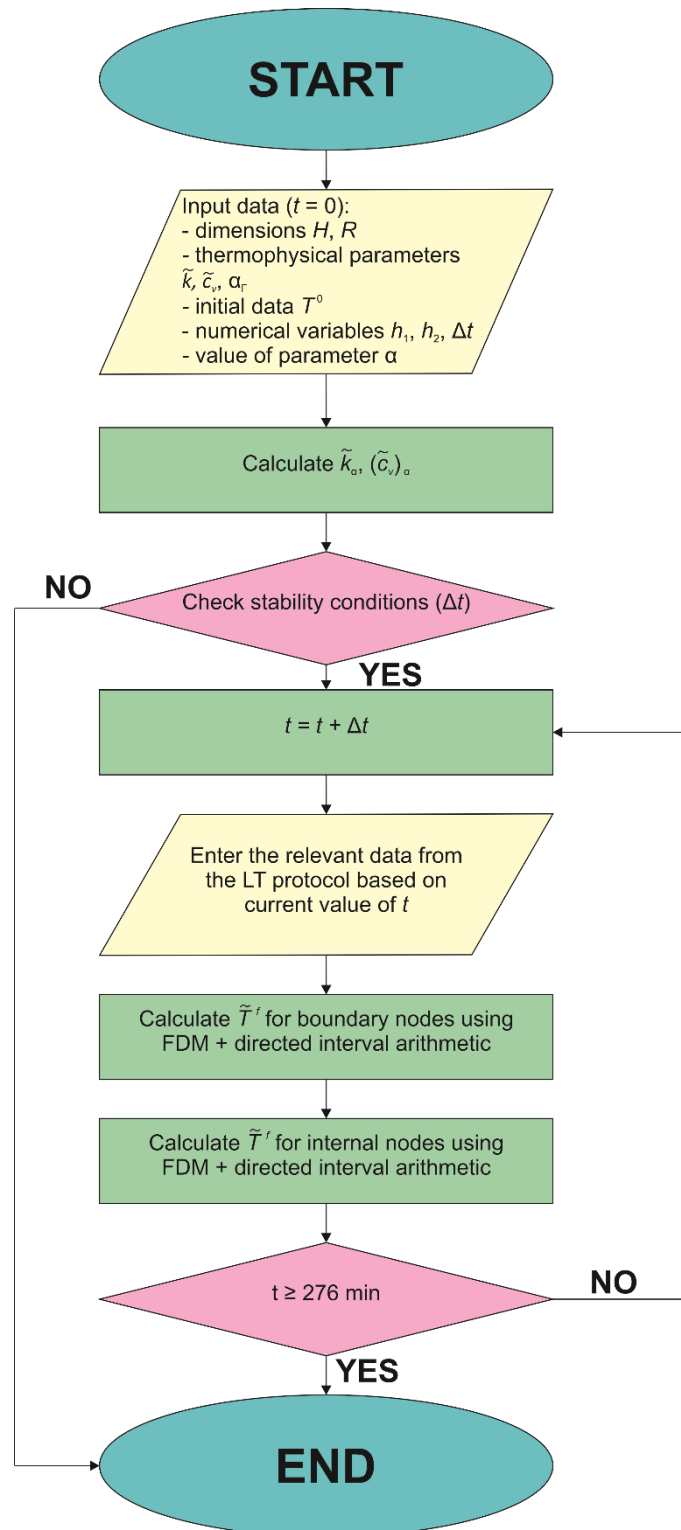 START
Input data (t = 0):
- dimensions H, R
- thermophysical parameters
k̃, c̃ᵥ, α_Γ
- initial data T⁰
- numerical variables h₁, h₂, Δt
- value of parameter α
Calculate k̃_α, (c̃ᵥ)_α
NO
Check stability conditions (Δt)
YES
t = t + Δt
Enter the relevant data from
the LT protocol based on
current value of t
Calculate T̃ᶠ for boundary nodes using
FDM + directed interval arithmetic
Calculate T̃ᶠ for internal nodes using
FDM + directed interval arithmetic
t ≥ 276 min
NO
YES
END